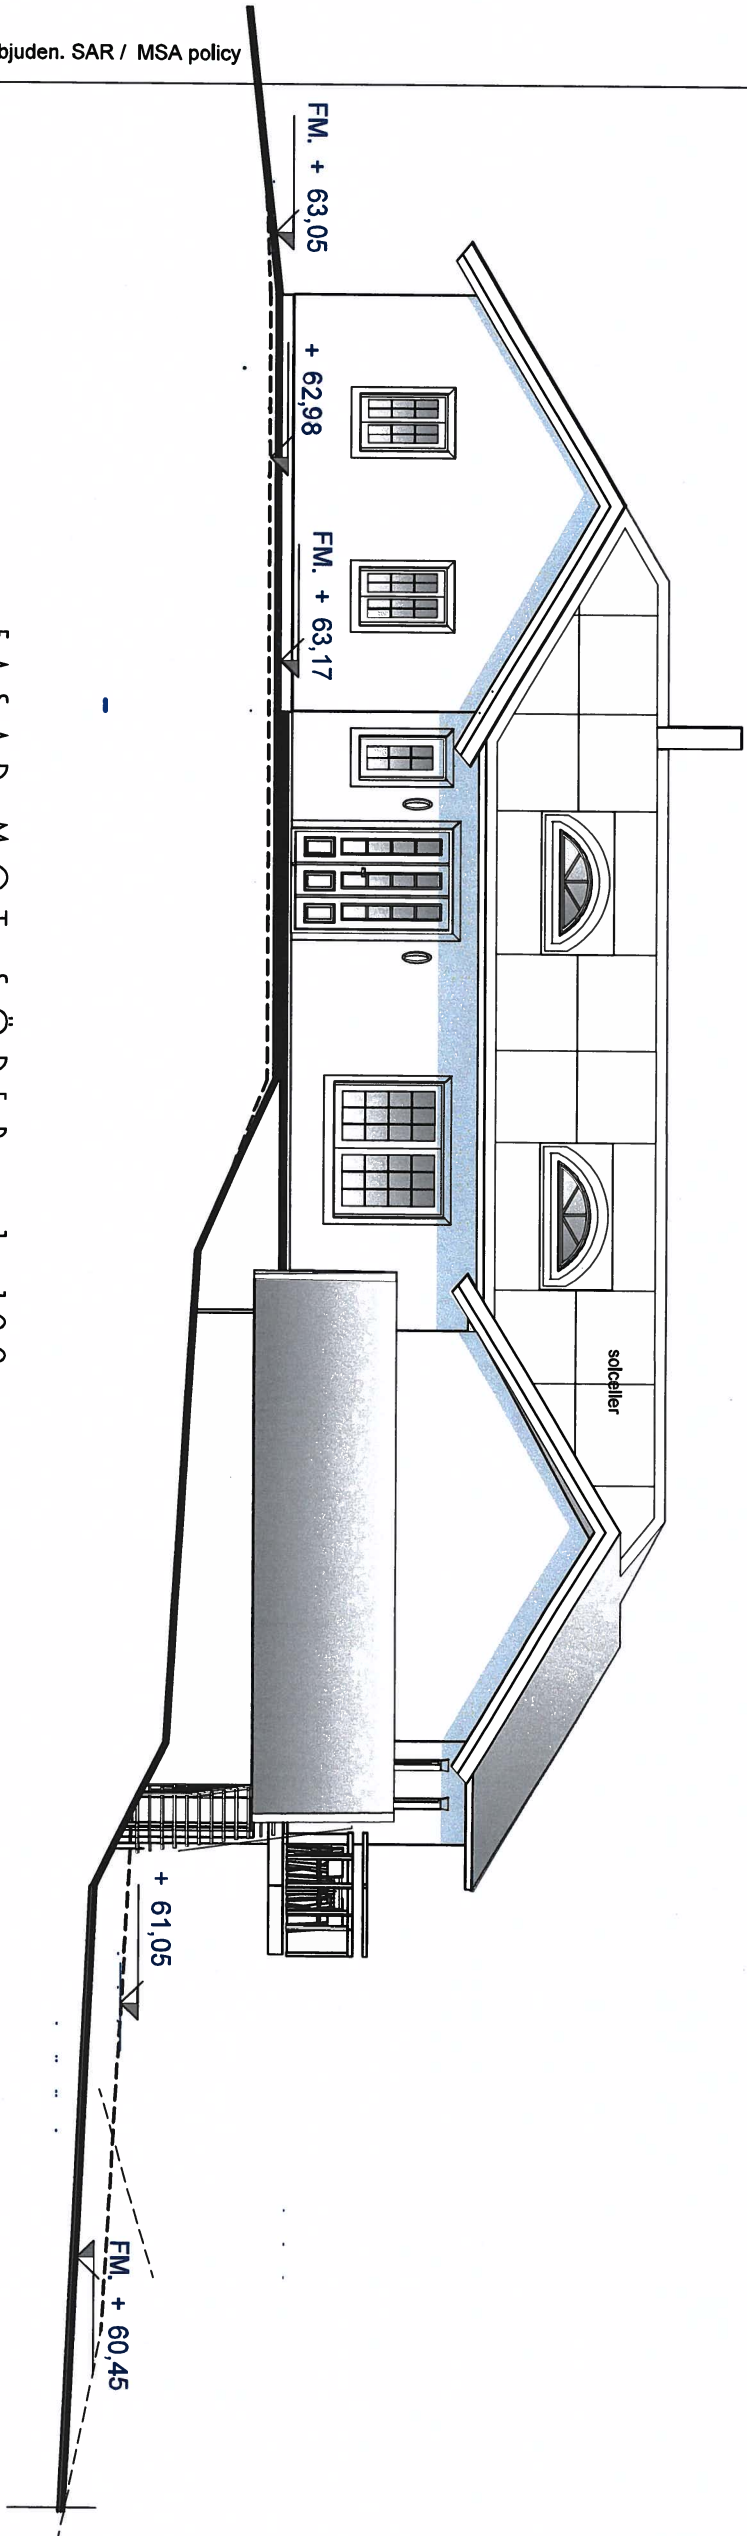 bjuden. SAR / MSA policy
FM. + 63,05
+ 62,98
FM. + 63,17
solceller
+ 61,05
FM. + 60,45